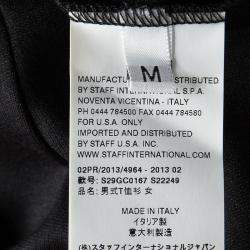 M
MANUFACTURED AND DISTRIBUTED
BY STAFF INTERNATIONAL S.P.A.
NOVENTA VICENTINA - ITALY
PH 0444 784500 FAX 0444 784580
FOR U.S.A. ONLY
IMPORTED AND DISTRIBUTED
BY STAFF U.S.A. INC.
WWW.STAFFINTERNATIONAL.COM
02PR/2013/4964 - 2013 02
款号: S29GC0167 S22249
品名: 男式T恤衫 女
MADE IN ITALY
イタリア製
意大利製造
(株)スタッフインターナショナルジャパン